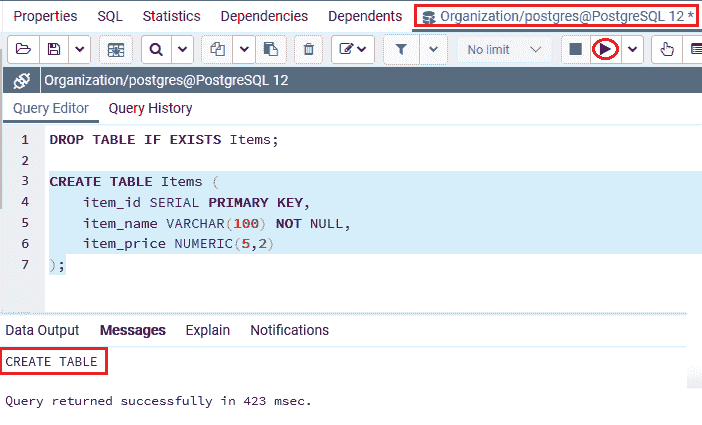 Properties SQL Statistics Dependencies Dependents Organization/postgres@PostgreSQL 12 *
No limit
Organization/postgres@PostgreSQL 12
Query Editor Query History
1 DROP TABLE IF EXISTS Items;
2
3 CREATE TABLE Items (
4 item_id SERIAL PRIMARY KEY,
5 item_name VARCHAR(100) NOT NULL,
6 item_price NUMERIC(5,2)
7 );
Data Output Messages Explain Notifications
CREATE TABLE
Query returned successfully in 423 msec.